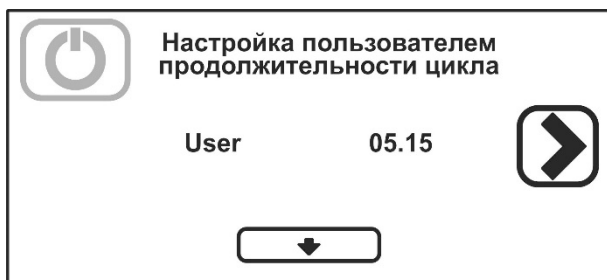 Настройка пользователем
продолжительности цикла
User 05.15